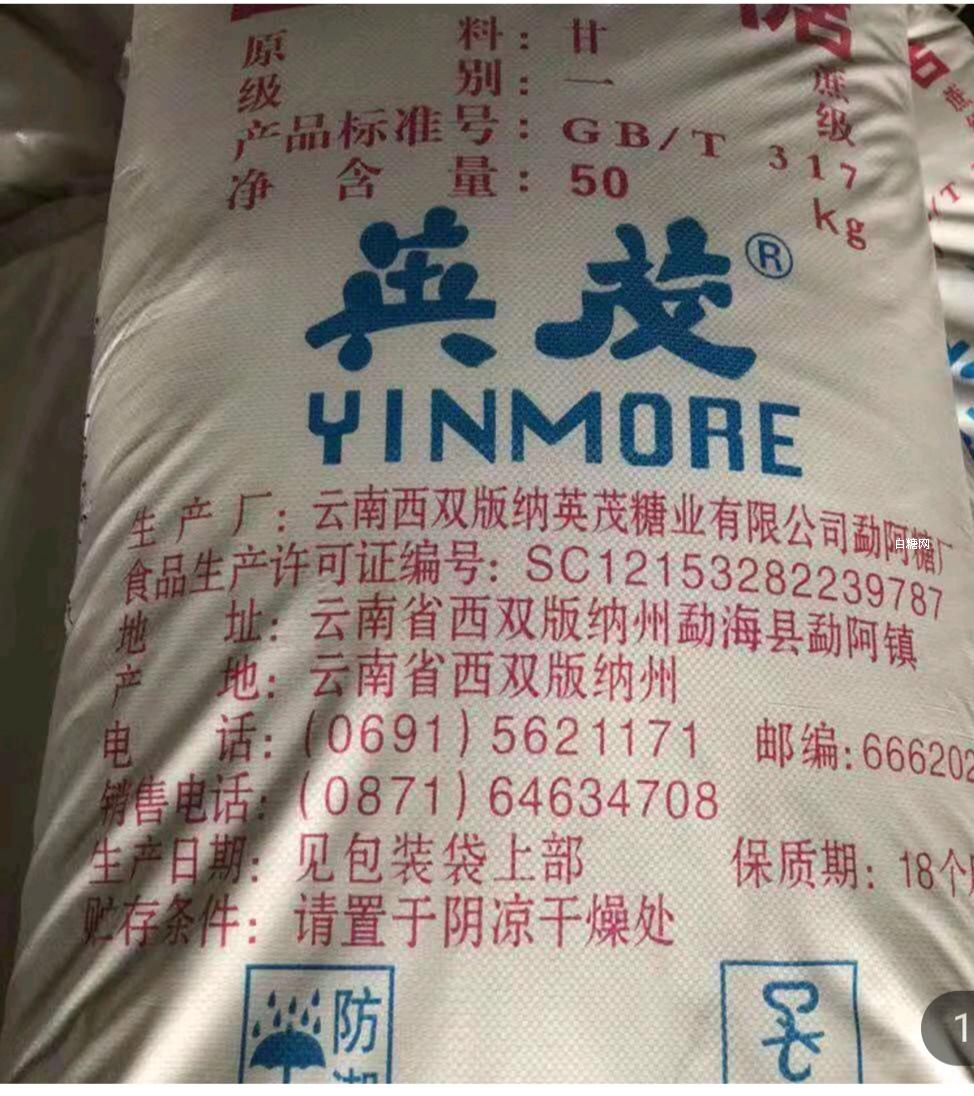 糖
原料：甘蔗
级别：一级
产品标准号：GB/T 317
净含量：50kg
英茂®
YINMORE
生产厂：云南西双版纳英茂糖业有限公司勐阿糖厂
白糖网
食品生产许可证编号：SC12153282239787
地址：云南省西双版纳州勐海县勐阿镇
产地：云南省西双版纳州
电话：(0691)5621171 邮编：666202
销售电话：(0871)64634708
生产日期：见包装袋上部 保质期：18个
贮存条件：请置于阴凉干燥处
防
1